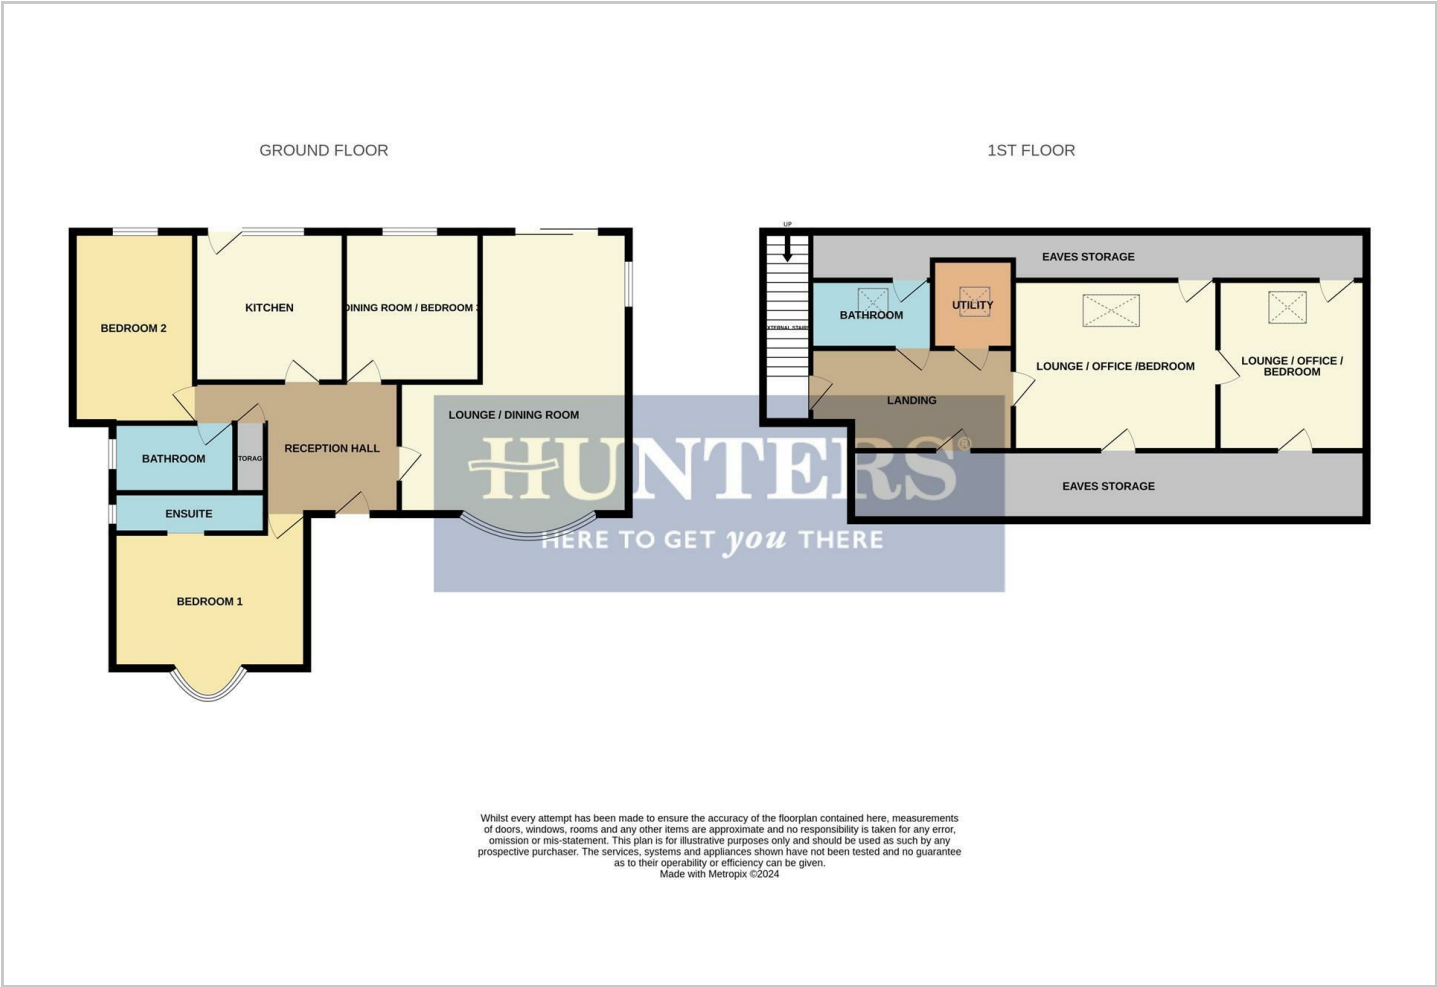 GROUND FLOOR
1ST FLOOR
UP
EAVES STORAGE
BEDROOM 2
KITCHEN
DINING ROOM / BEDROOM 3
BATHROOM
UTILITY
EXTERNAL STAIRS
LOUNGE / OFFICE /BEDROOM
LOUNGE / OFFICE /
BEDROOM
LANDING
LOUNGE / DINING ROOM
RECEPTION HALL
BATHROOM
TORAG
HUNTERS®
EAVES STORAGE
ENSUITE
HERE TO GET you THERE
BEDROOM 1
Whilst every attempt has been made to ensure the accuracy of the floorplan contained here, measurements
of doors, windows, rooms and any other items are approximate and no responsibility is taken for any error,
omission or mis-statement. This plan is for illustrative purposes only and should be used as such by any
prospective purchaser. The services, systems and appliances shown have not been tested and no guarantee
as to their operability or efficiency can be given.
Made with Metropix ©2024